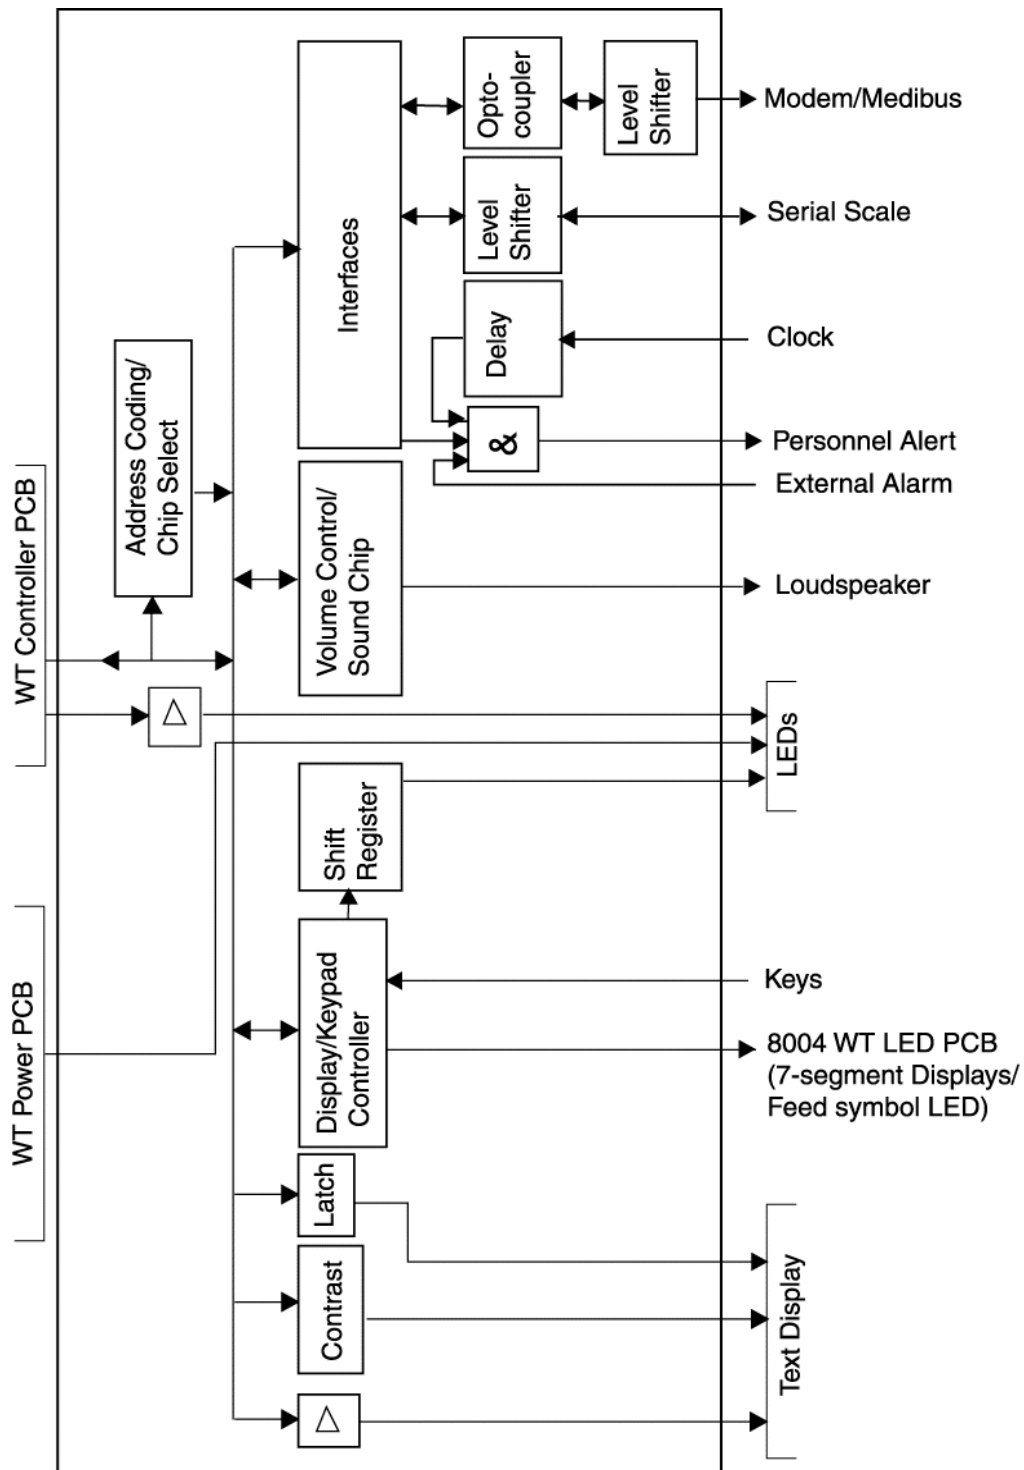 Opto-
coupler
Level
Shifter
Modem/Medibus
Interfaces
Level
Shifter
Serial Scale
Delay
Clock
Address Coding/
Chip Select
&
Personnel Alert
External Alarm
WT Controller PCB
Volume Control/
Sound Chip
Loudspeaker
LEDs
Shift
Register
WT Power PCB
Display/Keypad
Controller
Keys
8004 WT LED PCB
(7-segment Displays/
Feed symbol LED)
Latch
Contrast
Text Display